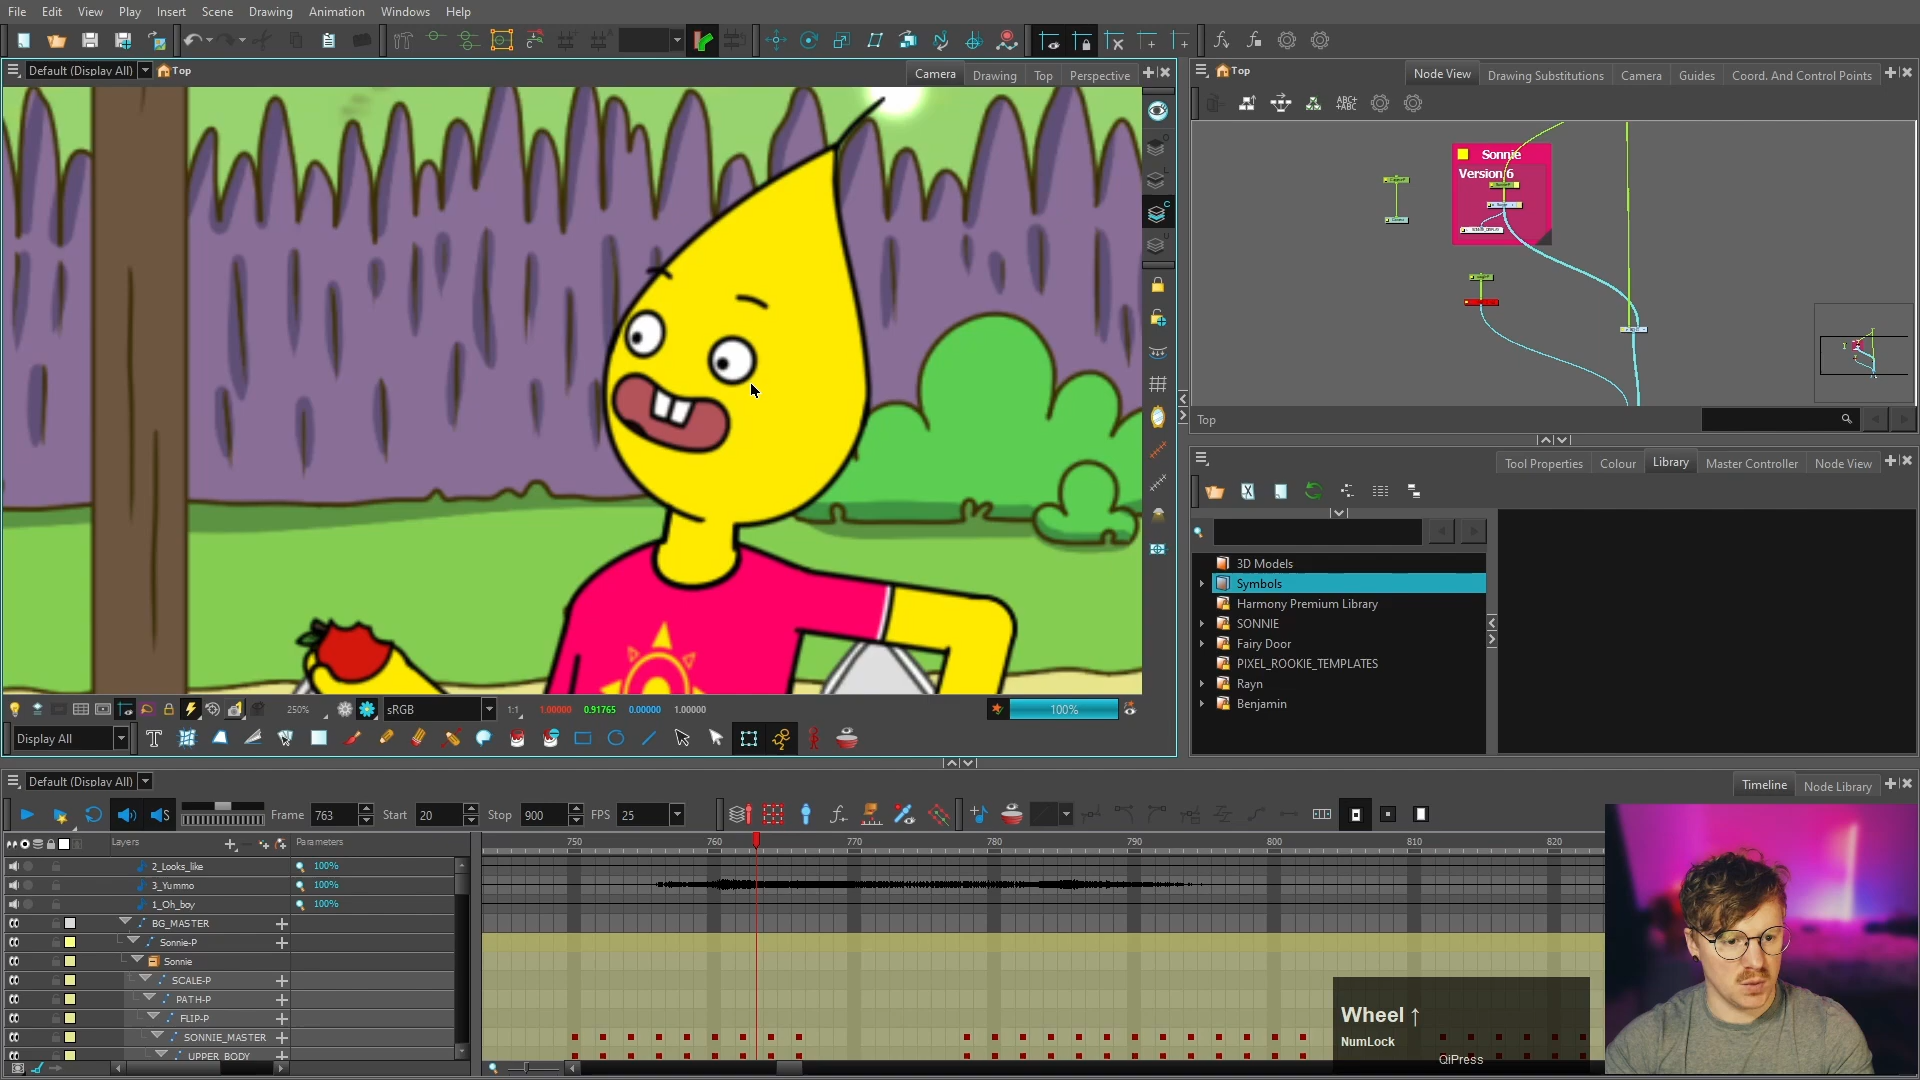 File Edit View Play Insert Scene Drawing Animation Windows Help
Default (Display All) Top Camera Drawing Top Perspective
Top Node View Drawing Substitutions Camera Guides Coord. And Control Points
ABC+
+ABC
Sonnie
Version 6
Top
Tool Properties Colour Library Master Controller Node View
3D Models
Symbols
Harmony Premium Library
SONNIE
Fairy Door
PIXEL_ROOKIE_TEMPLATES
Rayn
Benjamin
250% sRGB 1:1 1.00000 0.91765 0.00000 1.00000 100%
Display All
Default (Display All) Timeline Node Library
Frame 763 Start 20 Stop 900 FPS 25
Layers Parameters 750 760 770 780 790 800 810 820
2_Looks_like 100%
3_Yummo 100%
1_Oh_boy 100%
BG_MASTER
Sonnie-P
Sonnie
SCALE-P
PATH-P
FLIP-P
SONNIE_MASTER
UPPER_BODY
Wheel ↑
NumLock
QiPress